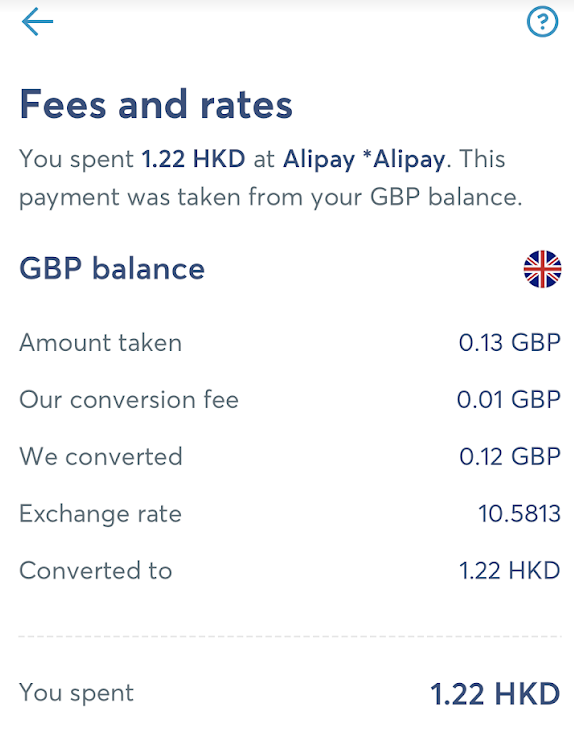 Fees and rates
You spent 1.22 HKD at Alipay *Alipay. This
payment was taken from your GBP balance.
GBP balance
Amount taken 0.13 GBP
Our conversion fee 0.01 GBP
We converted 0.12 GBP
Exchange rate 10.5813
Converted to 1.22 HKD
You spent 1.22 HKD